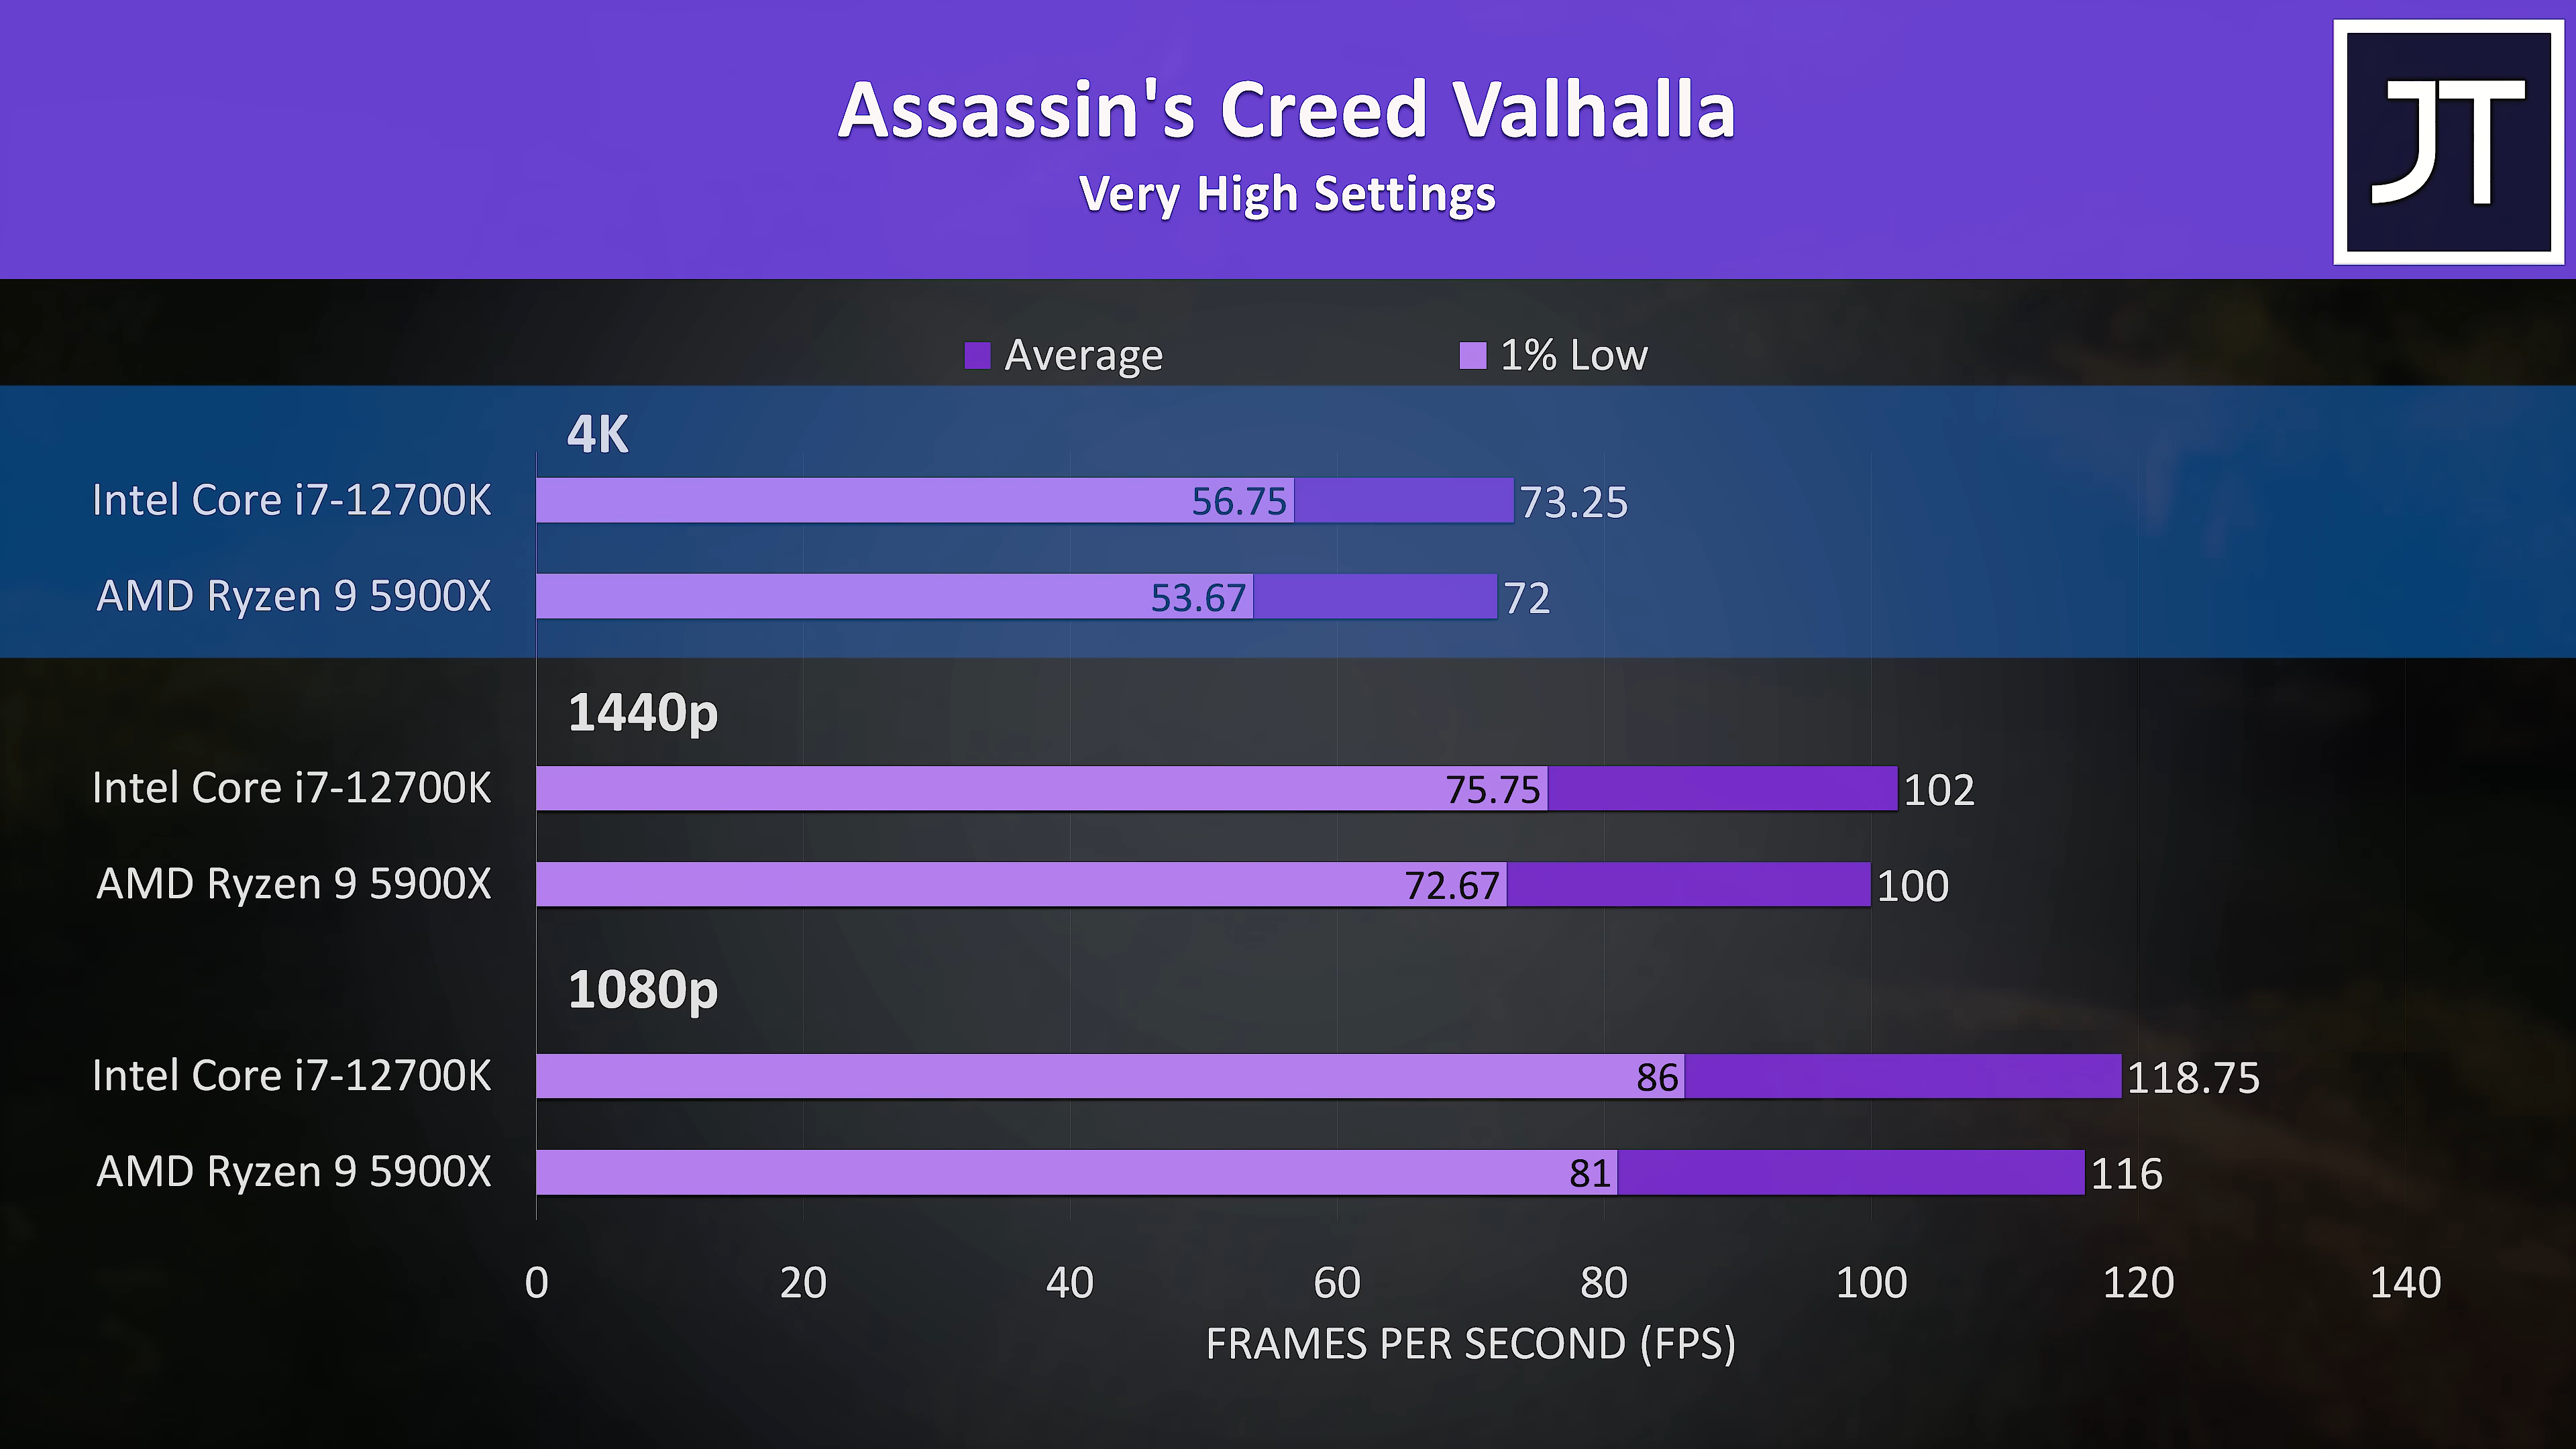 Assassin's Creed Valhalla
JT
Very High Settings
Average 1% Low
4K
Intel Core i7-12700K 56.75 73.25
AMD Ryzen 9 5900X 53.67 72
1440p
Intel Core i7-12700K 75.75 102
AMD Ryzen 9 5900X 72.67 100
1080p
Intel Core i7-12700K 86 118.75
AMD Ryzen 9 5900X 81 116
0 20 40 60 80 100 120 140
FRAMES PER SECOND (FPS)